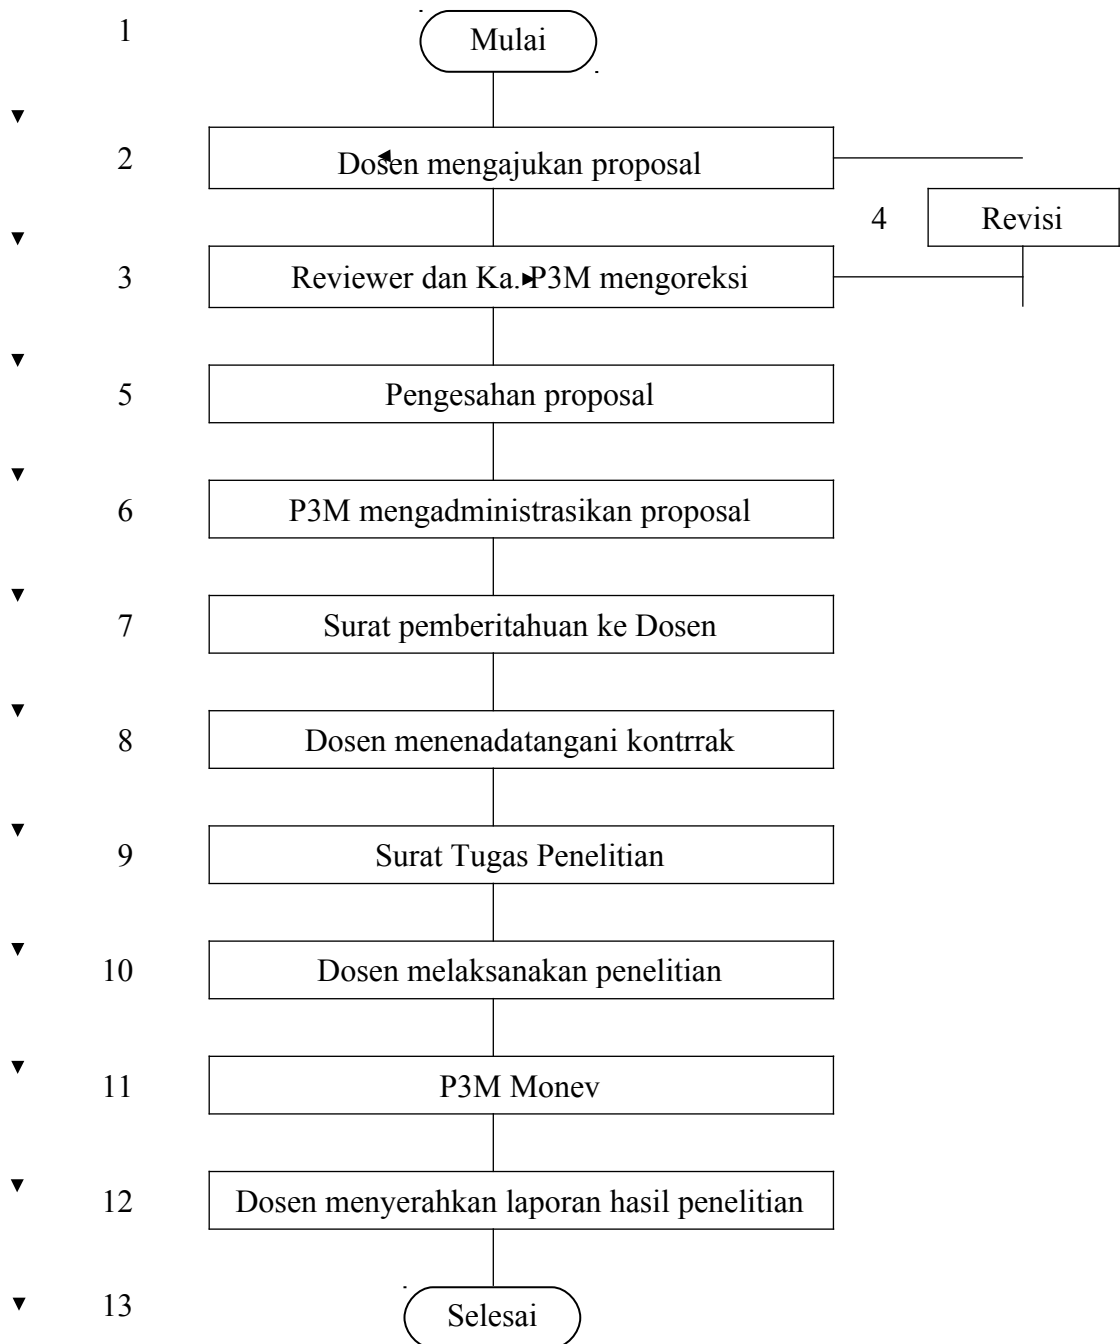 1 Mulai
2 Dosen mengajukan proposal
4 Revisi
3 Reviewer dan Ka. P3M mengoreksi
5 Pengesahan proposal
6 P3M mengadministrasikan proposal
7 Surat pemberitahuan ke Dosen
8 Dosen menenadatangani kontrrak
9 Surat Tugas Penelitian
10 Dosen melaksanakan penelitian
11 P3M Monev
12 Dosen menyerahkan laporan hasil penelitian
13 Selesai